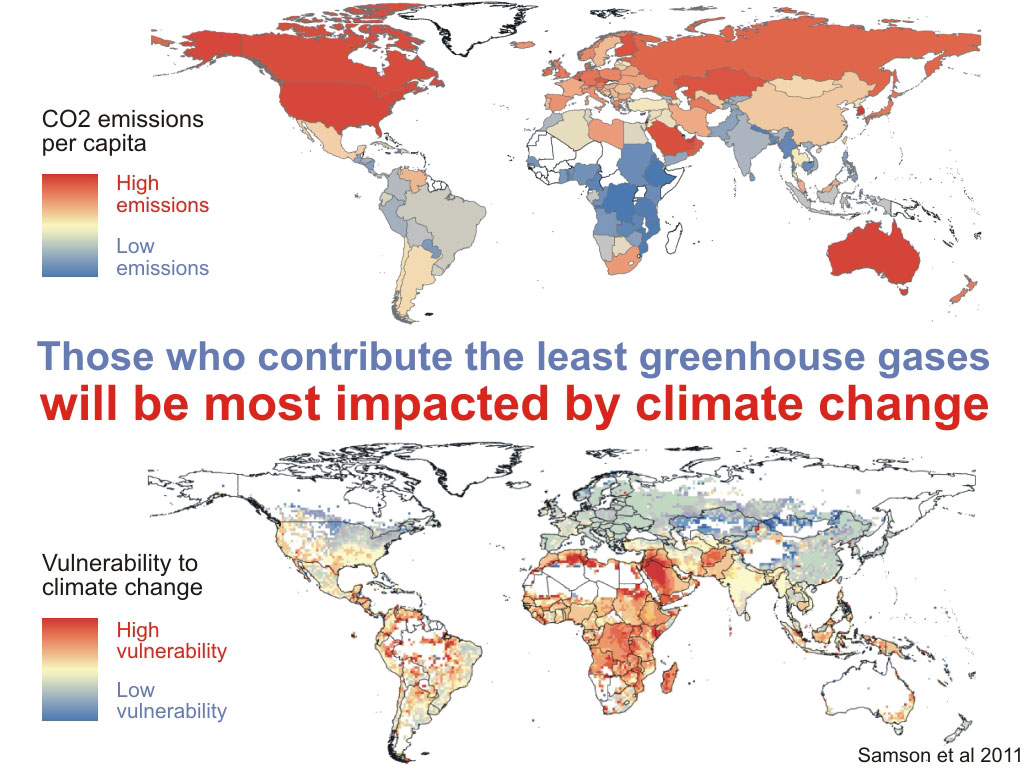 CO2 emissions
per capita
High
emissions
Low
emissions
Those who contribute the least greenhouse gases
will be most impacted by climate change
Vulnerability to
climate change
High
vulnerability
Low
vulnerability
Samson et al 2011